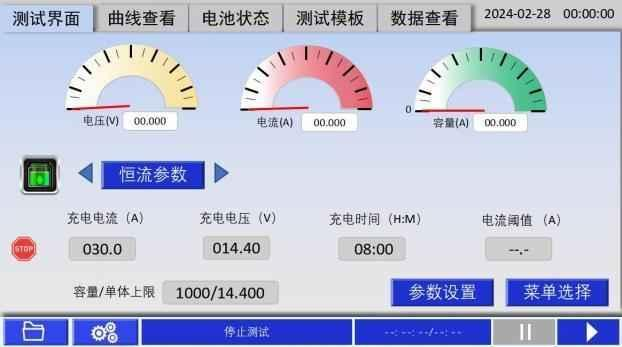 测试界面 曲线查看 电池状态 测试模板 数据查看 2024-02-28 00:00:00
0
电压(V) 00.000 电流(A) 00.000 容量(A) 00.000
恒流参数
充电电流（A） 充电电压（V） 充电时间（H:M） 电流阈值（A）
STOP 030.0 014.40 08:00 --.-
容量/单体上限 1000/14.400
参数设置 菜单选择
停止测试 --: --: --/--: --